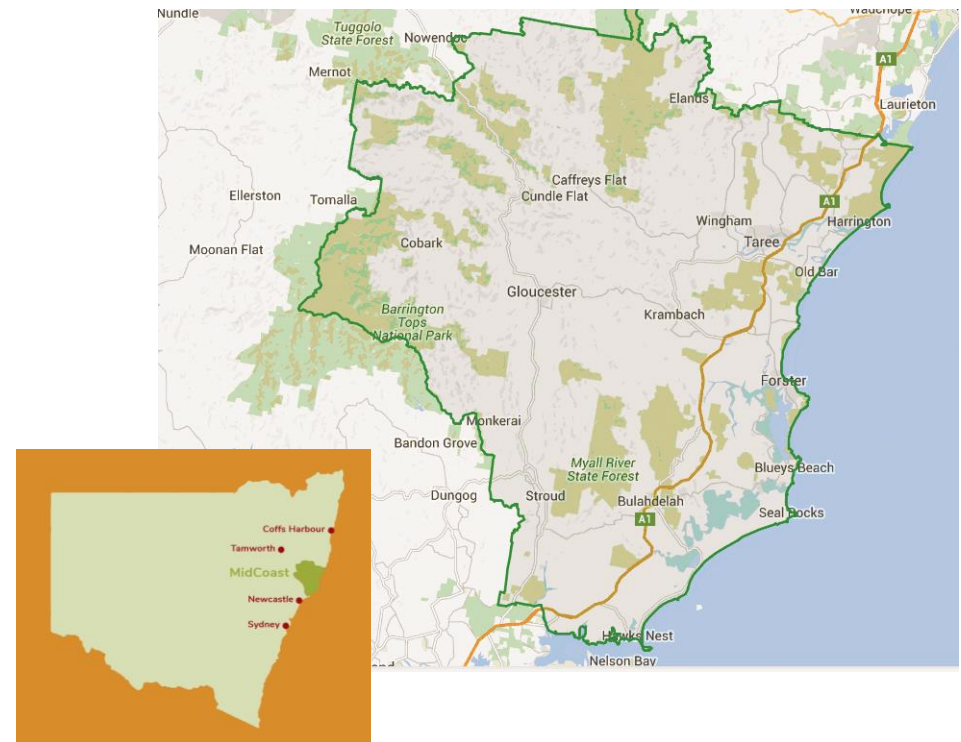 Nundle
Wauchope
Tuggolo
State Forest
Nowendoc
A1
Mernot
Elands
Laurieton
Caffreys Flat
Cundle Flat
Ellerston
Tomalla
A1
Wingham
Harrington
Moonan Flat
Cobark
Taree
Old Bar
Gloucester
Barrington
Tops
National Park
Krambach
Forster
Monkerai
Bandon Grove
Myall River
State Forest
Blueys Beach
Dungog
Stroud
Bulahdelah
Seal Rocks
A1
Hawks Nest
Nelson Bay
Coffs Harbour
Tamworth
MidCoast
Newcastle
Sydney